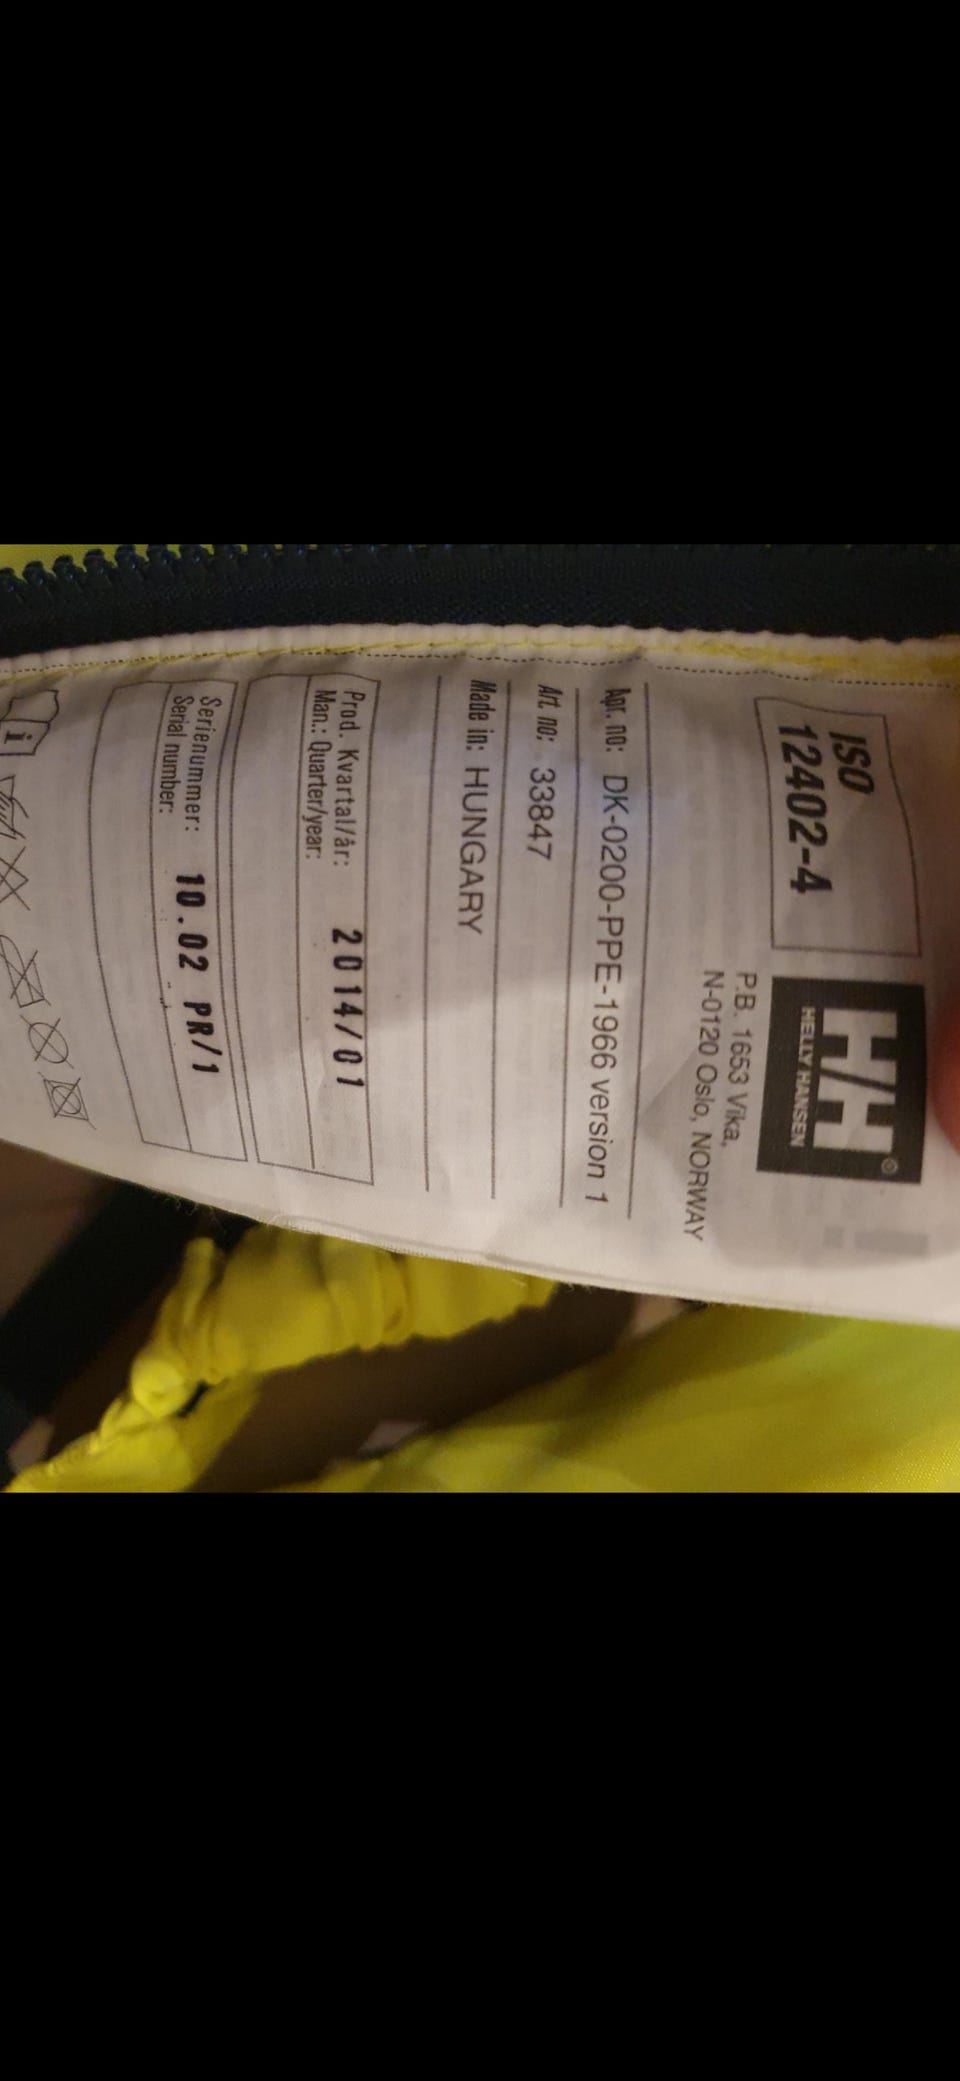 ISO
12402-4
H/H®
HELLY HANSEN
P.B. 1653 Vika,
N-0120 Oslo, NORWAY
Apr. no: DK-0200-PPE-1966 version 1
Art. no: 33847
Made in: HUNGARY
Prod. Kvartal/år: 2014/01
Man.: Quarter/year:
Serienummer: 10.02 PR/1
Serial number:
i